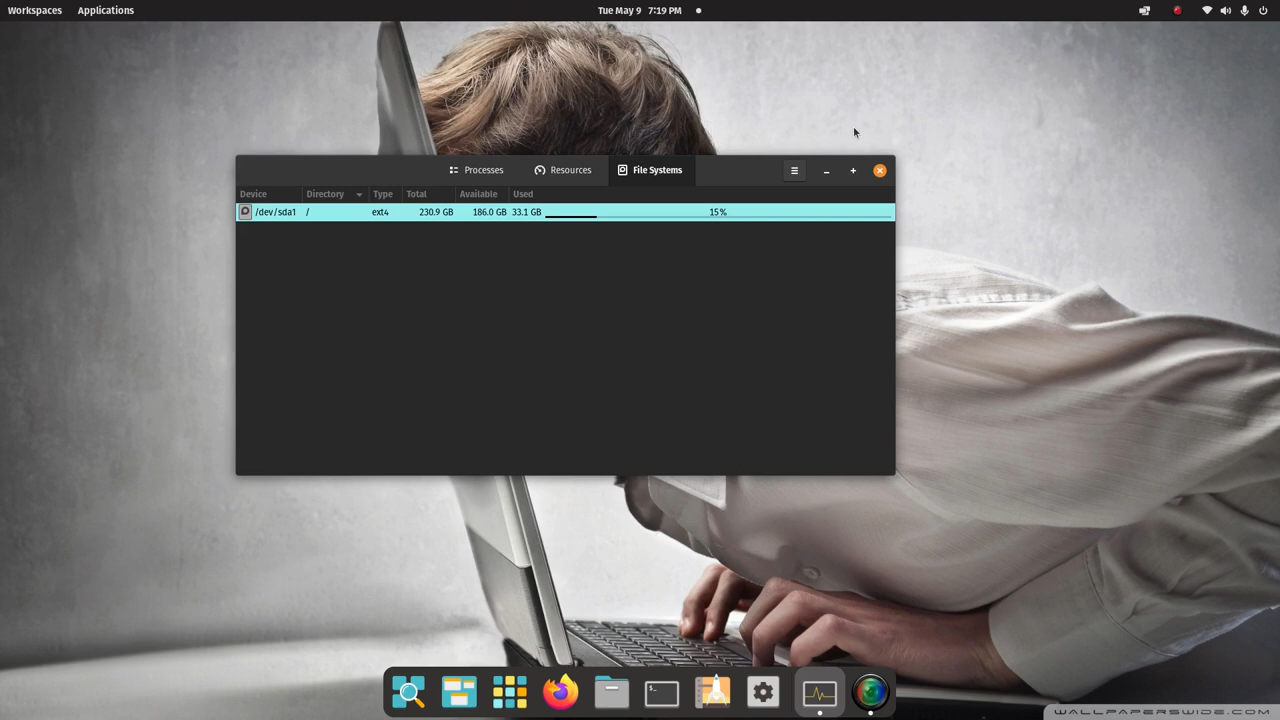 Workspaces Applications Tue May 9 7:19 PM
Processes Resources File Systems
Device Directory Type Total Available Used
/dev/sda1 / ext4 230.9 GB 186.0 GB 33.1 GB 15%
$_
WALLPAPERSWIDE.COM